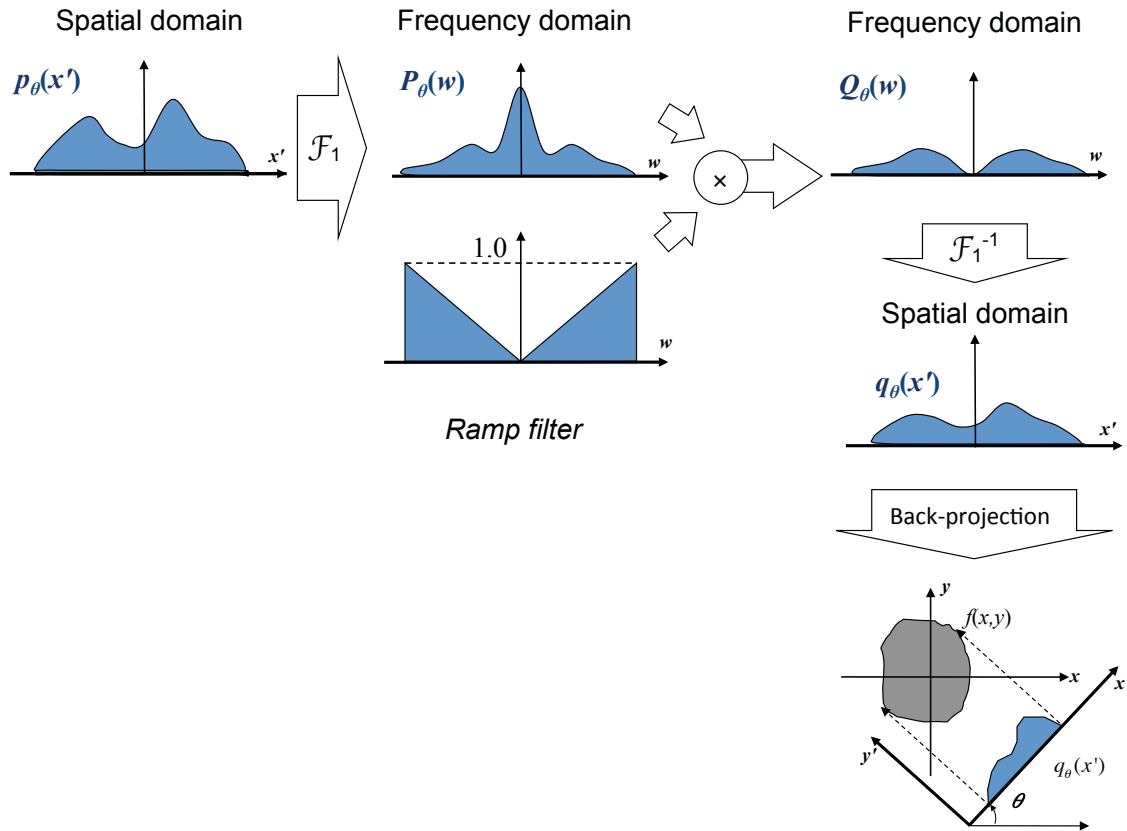 Spatial domain
Frequency domain
Frequency domain
pθ(x')
x'
ℱ1
Pθ(w)
w
×
Qθ(w)
w
1.0
w
Ramp filter
ℱ1-1
Spatial domain
qθ(x')
x'
Back-projection
y
f(x,y)
x
x
y'
qθ(x')
θ